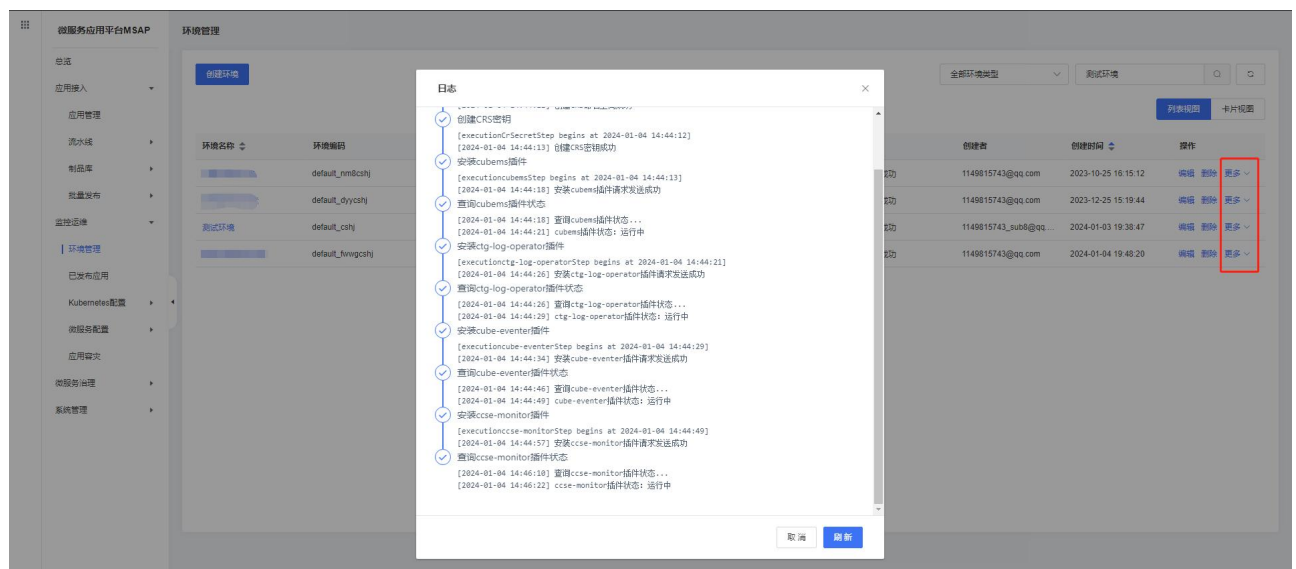 微服务应用平台MSAP
环境管理
总览
应用接入
应用管理
流水线
制品库
批量发布
监控运维
环境管理
已发布应用
Kubernetes配置
微服务配置
应用容灾
微服务治理
系统管理
创建环境
全部环境类型
测试环境
列表视图
卡片视图
环境名称
环境编码
创建者
创建时间
操作
default_nm8cshj
成功
1149815743@qq.com
2023-10-25 16:15:12
编辑 删除 更多
default_dyycshj
成功
1149815743@qq.com
2023-12-25 15:19:44
编辑 删除 更多
测试环境
default_cshj
成功
1149815743_sub8@qq...
2024-01-03 19:38:47
编辑 删除 更多
default_fwwgcshj
成功
1149815743@qq.com
2024-01-04 19:48:20
编辑 删除 更多
日志
创建CRS密钥
[executionCrSecretStep begins at 2024-01-04 14:44:12]
[2024-01-04 14:44:13] 创建CRS密钥成功
安装cubems插件
[executioncubemsStep begins at 2024-01-04 14:44:13]
[2024-01-04 14:44:18] 安装cubems插件请求发送成功
查询cubems插件状态
[2024-01-04 14:44:18] 查询cubems插件状态...
[2024-01-04 14:44:21] cubems插件状态: 运行中
安装ctg-log-operator插件
[executionctg-log-operatorStep begins at 2024-01-04 14:44:21]
[2024-01-04 14:44:26] 安装ctg-log-operator插件请求发送成功
查询ctg-log-operator插件状态
[2024-01-04 14:44:26] 查询ctg-log-operator插件状态...
[2024-01-04 14:44:29] ctg-log-operator插件状态: 运行中
安装cube-eventer插件
[executioncube-eventerStep begins at 2024-01-04 14:44:29]
[2024-01-04 14:44:34] 安装cube-eventer插件请求发送成功
查询cube-eventer插件状态
[2024-01-04 14:44:46] 查询cube-eventer插件状态...
[2024-01-04 14:44:49] cube-eventer插件状态: 运行中
安装ccse-monitor插件
[executionccse-monitorStep begins at 2024-01-04 14:44:49]
[2024-01-04 14:44:57] 安装ccse-monitor插件请求发送成功
查询ccse-monitor插件状态
[2024-01-04 14:46:10] 查询ccse-monitor插件状态...
[2024-01-04 14:46:22] ccse-monitor插件状态: 运行中
取消
刷新